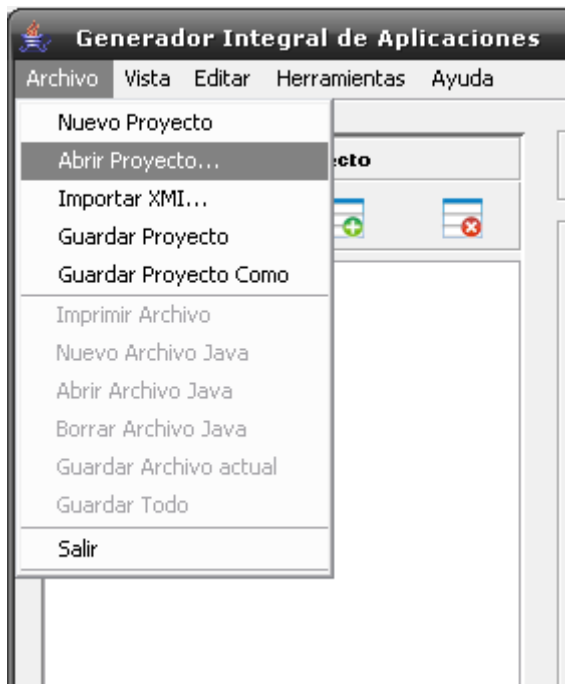 Generador Integral de Aplicaciones
Archivo Vista Editar Herramientas Ayuda
Nuevo Proyecto
Abrir Proyecto...
Importar XMI...
Guardar Proyecto
Guardar Proyecto Como
Imprimir Archivo
Nuevo Archivo Java
Abrir Archivo Java
Borrar Archivo Java
Guardar Archivo actual
Guardar Todo
Salir